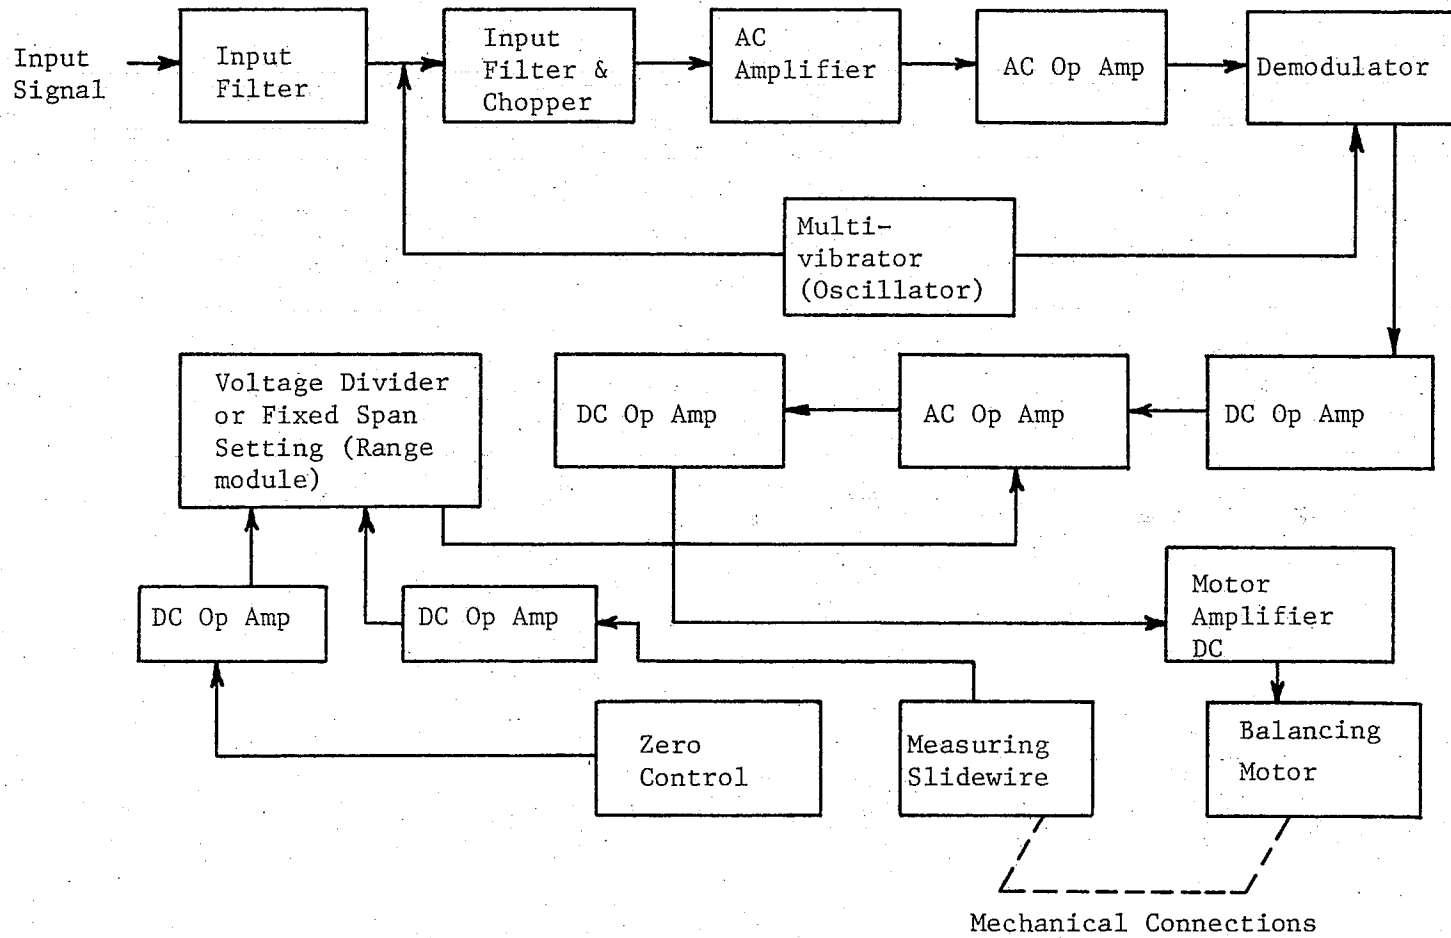 Input
Signal
Input
Filter
Input
Filter &
Chopper
AC
Amplifier
AC Op Amp
Demodulator
Multi-
vibrator
(Oscillator)
Voltage Divider
or Fixed Span
Setting (Range
module)
DC Op Amp
AC Op Amp
DC Op Amp
DC Op Amp
DC Op Amp
Motor
Amplifier
DC
Zero
Control
Measuring
Slidewire
Balancing
Motor
Mechanical Connections